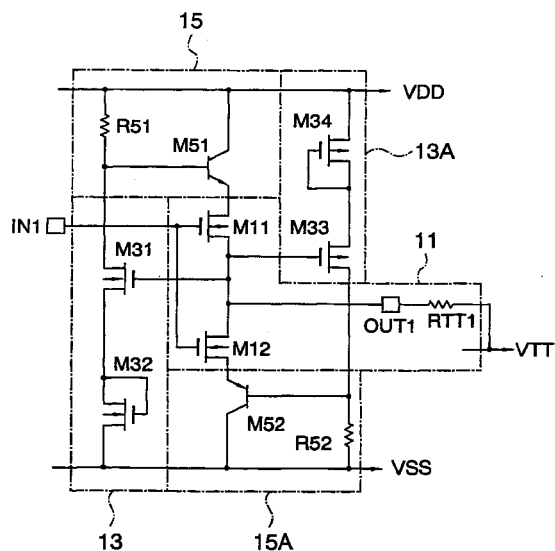 15
VDD
R51
M34
M51
13A
IN1
M11
M33
11
M31
OUT1
RTT1
M12
VTT
M32
M52
R52
VSS
13
15A